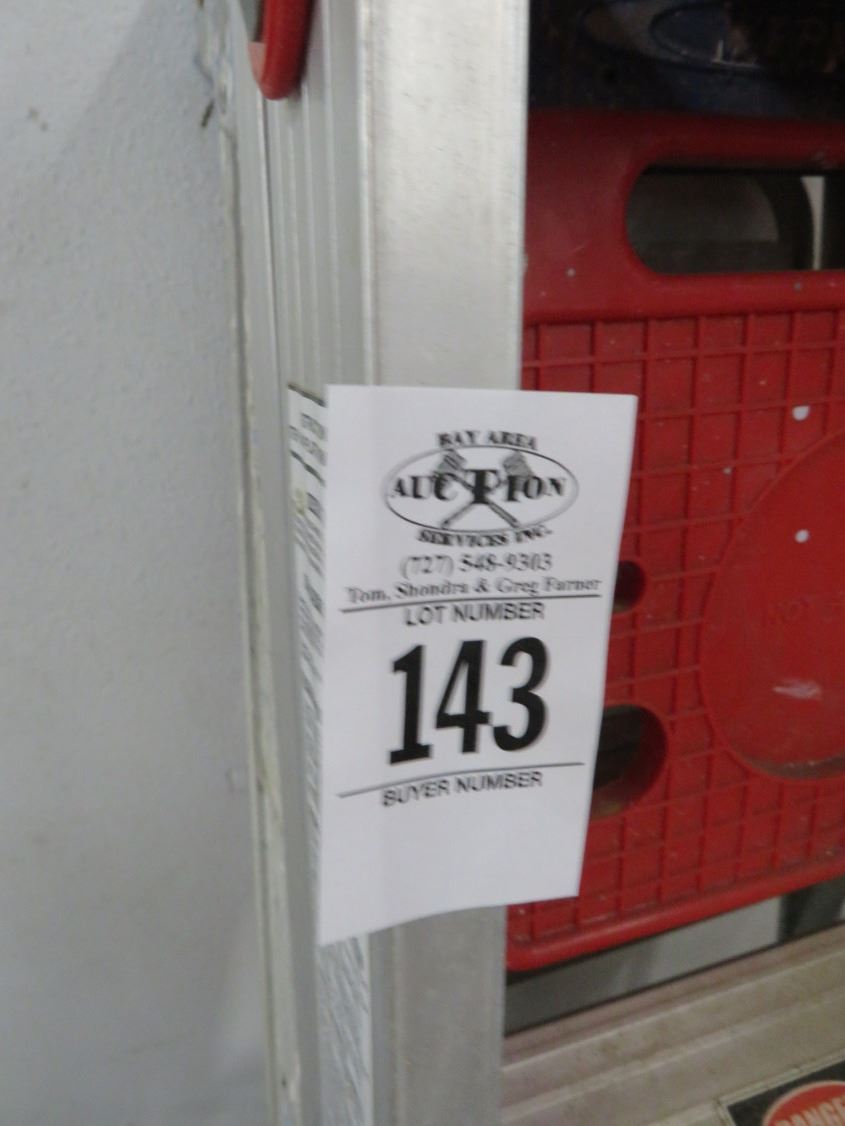 BAY AREA
AUCTION
SERVICES INC.
(727) 548-9303
Tom, Shondra & Greg Farner
LOT NUMBER
143
BUYER NUMBER